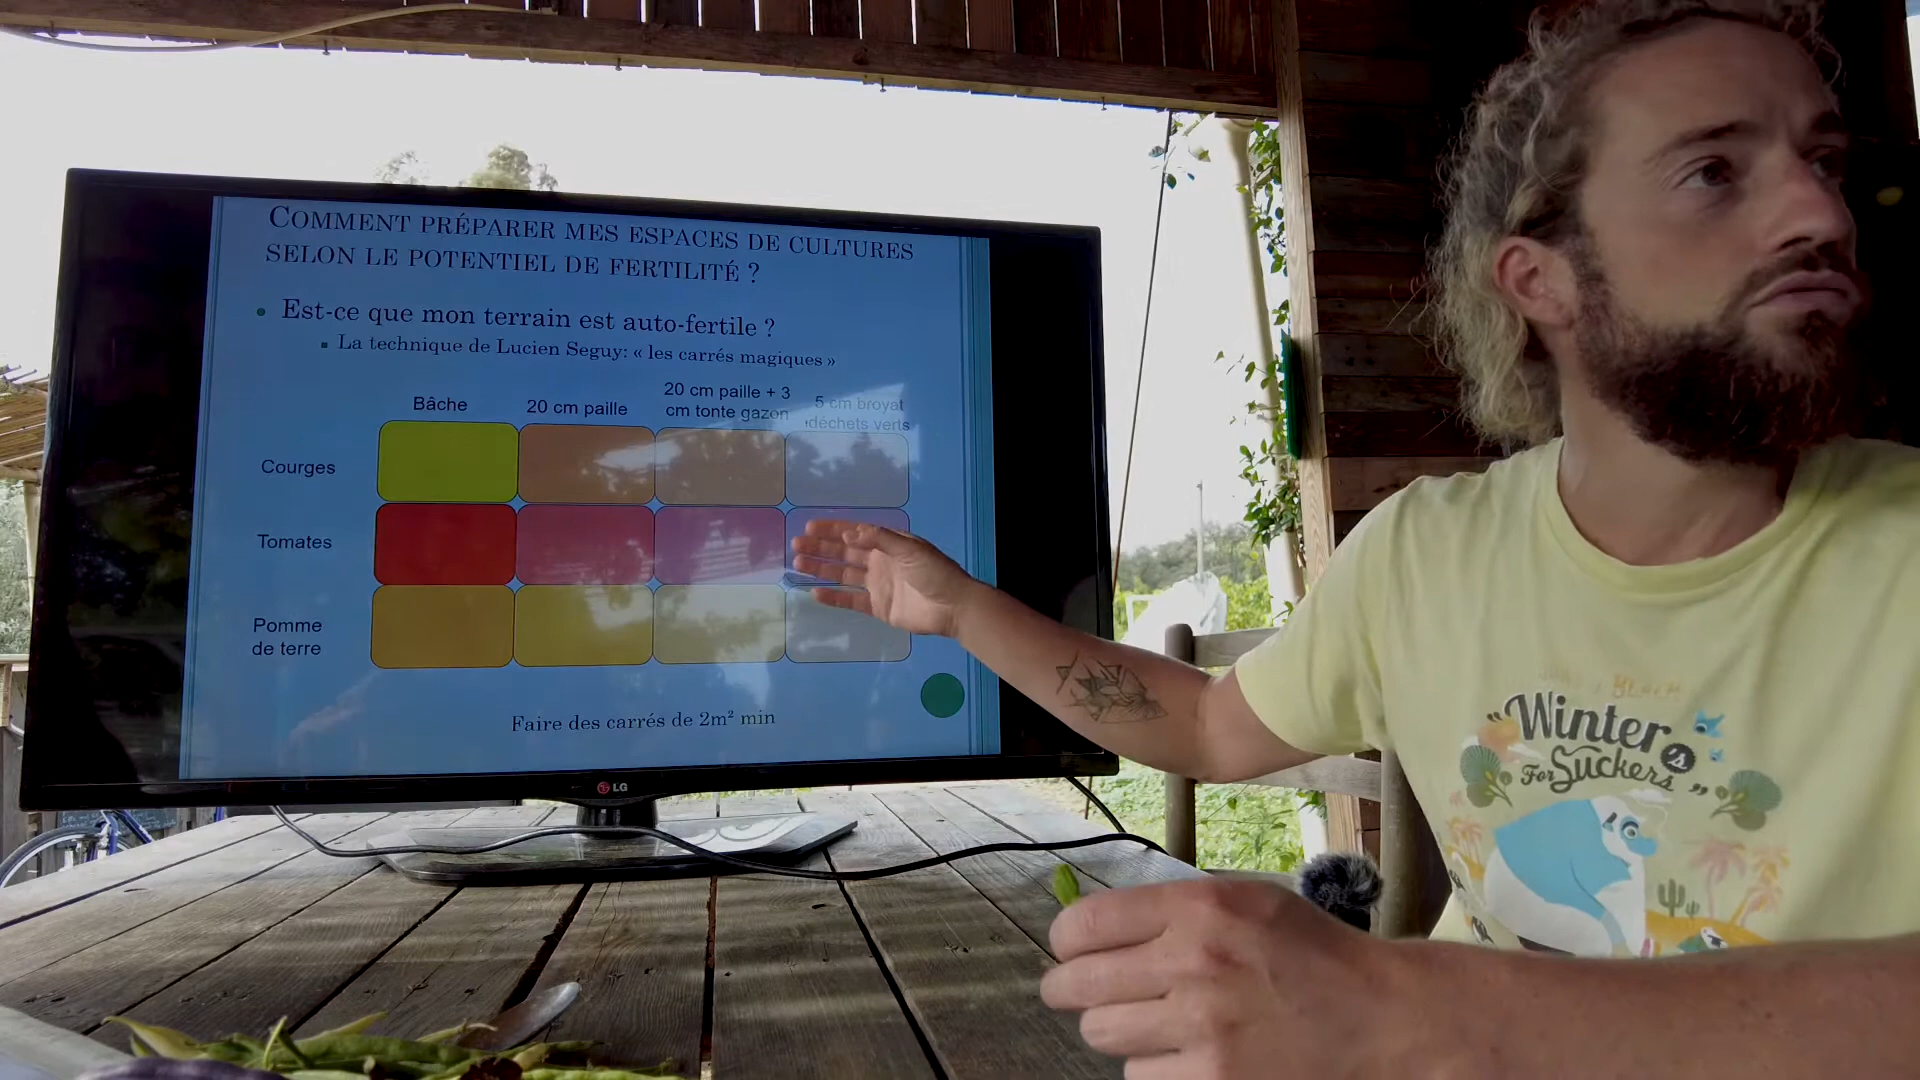 COMMENT PRÉPARER MES ESPACES DE CULTURES
SELON LE POTENTIEL DE FERTILITÉ ?
Est-ce que mon terrain est auto-fertile ?
La technique de Lucien Seguy: « les carrés magiques »
Bâche
20 cm paille
20 cm paille + 3
cm tonte gazon
5 cm broyat
déchets verts
Courges
Tomates
Pomme
de terre
Faire des carrés de 2m² min
LG
"Winter's
For Suckers"